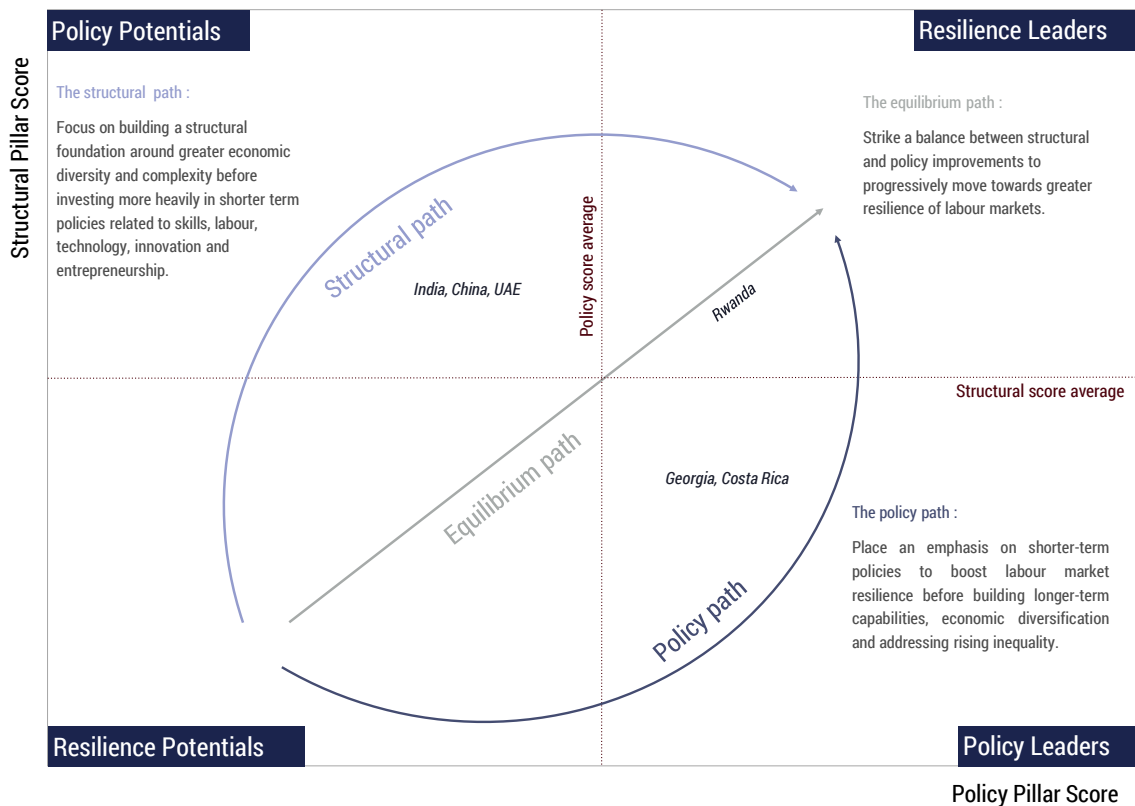 Policy Potentials
Resilience Leaders
Structural Pillar Score
The structural path :
Focus on building a structural
foundation around greater economic
diversity and complexity before
investing more heavily in shorter term
policies related to skills, labour,
technology, innovation and
entrepreneurship.
The equilibrium path :
Strike a balance between structural
and policy improvements to
progressively move towards greater
resilience of labour markets.
Structural path
India, China, UAE
Policy score average
Rwanda
Structural score average
Equilibrium path
Georgia, Costa Rica
The policy path :
Place an emphasis on shorter-term
policies to boost labour market
resilience before building longer-term
capabilities, economic diversification
and addressing rising inequality.
Policy path
Resilience Potentials
Policy Leaders
Policy Pillar Score